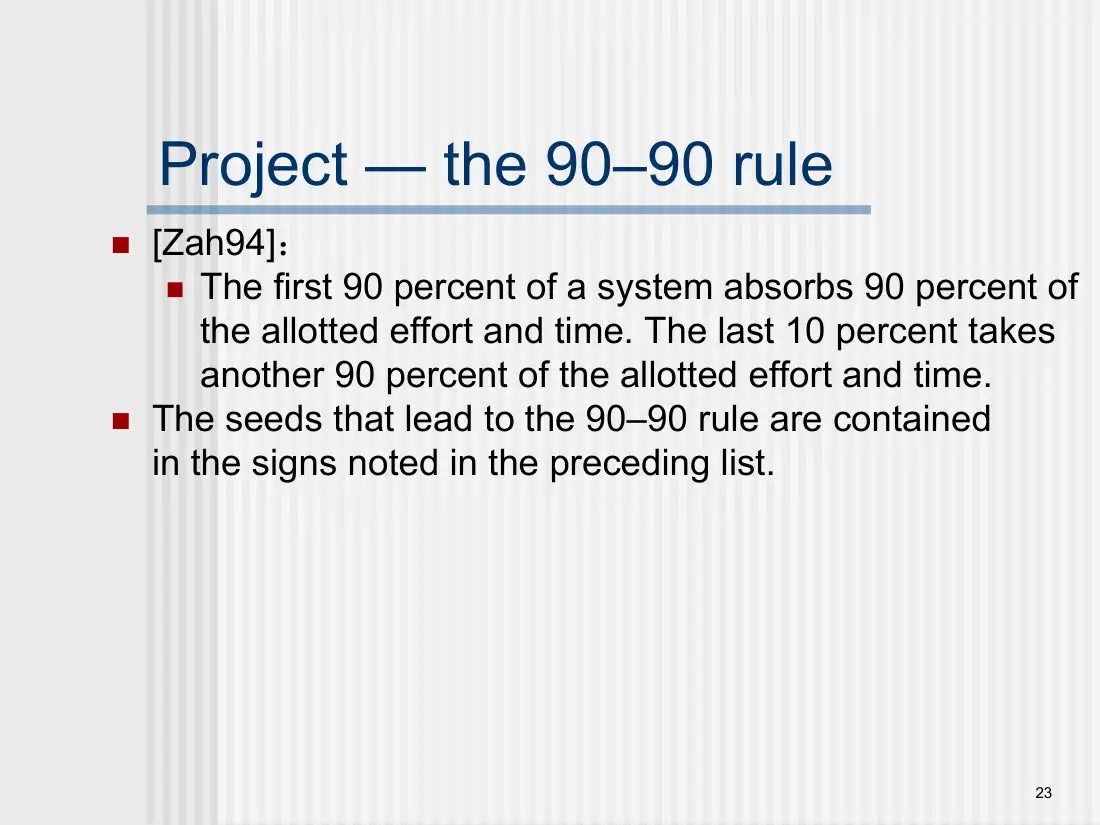 Project — the 90–90 rule
[Zah94]：
The first 90 percent of a system absorbs 90 percent of
the allotted effort and time. The last 10 percent takes
another 90 percent of the allotted effort and time.
The seeds that lead to the 90–90 rule are contained
in the signs noted in the preceding list.
23